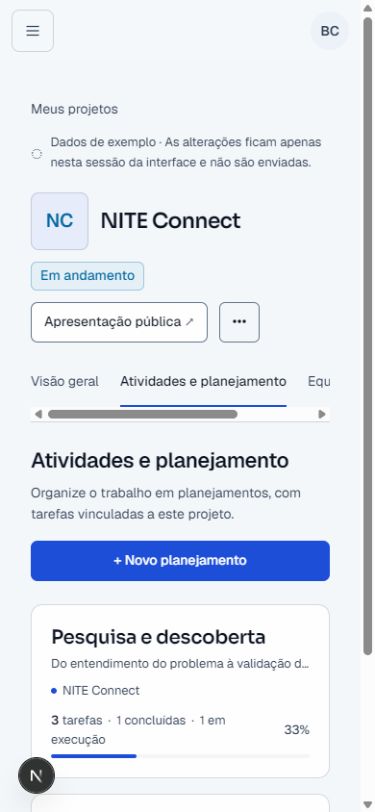 BC
Meus projetos
Dados de exemplo · As alterações ficam apenas
nesta sessão da interface e não são enviadas.
NC
NITE Connect
Em andamento
Apresentação pública ↗
•••
Visão geral
Atividades e planejamento
Equ
Atividades e planejamento
Organize o trabalho em planejamentos, com
tarefas vinculadas a este projeto.
+ Novo planejamento
Pesquisa e descoberta
Do entendimento do problema à validação d...
NITE Connect
3 tarefas · 1 concluídas · 1 em
execução
33%
N